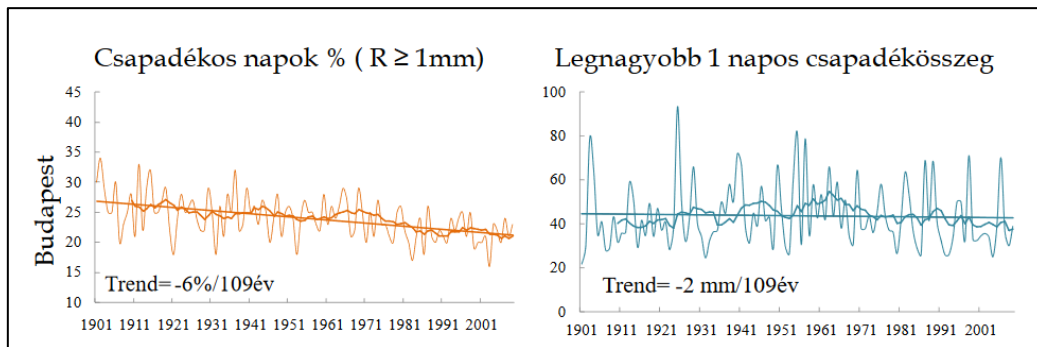 Csapadékos napok % ( R ≥ 1mm)
45
40
35
30
25
20
15
10
Budapest
Trend= -6%/109év
1901 1911 1921 1931 1941 1951 1961 1971 1981 1991 2001
Legnagyobb 1 napos csapadékösszeg
100
80
60
40
20
0
Trend= -2 mm/109év
1901 1911 1921 1931 1941 1951 1961 1971 1981 1991 2001